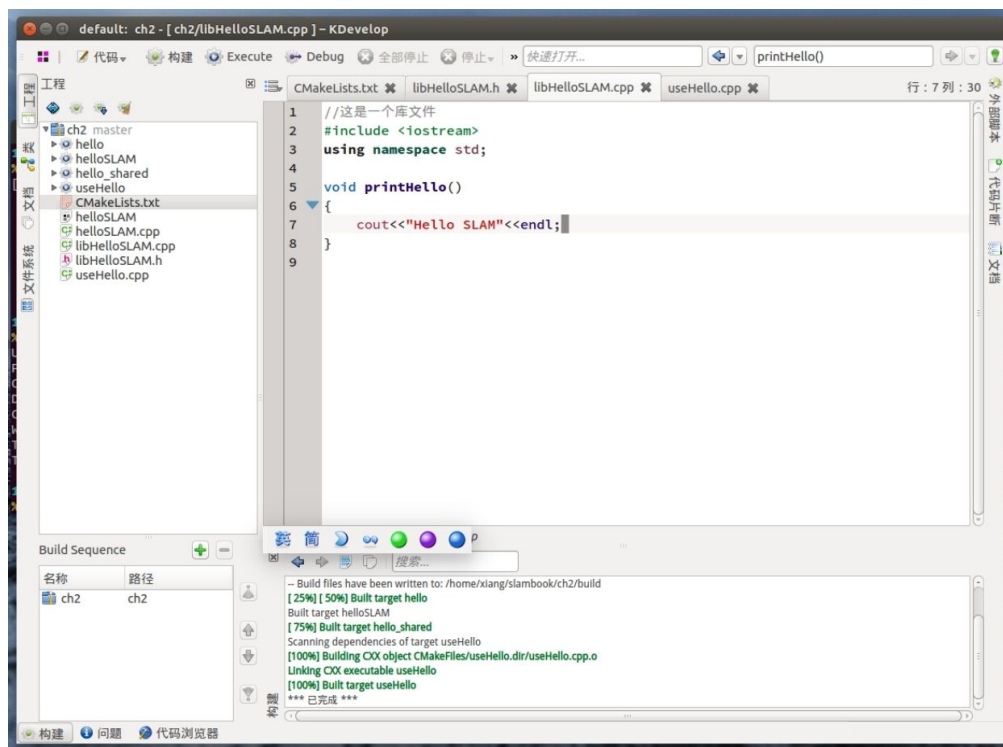 default: ch2 - [ ch2/libHelloSLAM.cpp ] – KDevelop
代码 构建 Execute Debug 全部停止 停止 » 快速打开... printHello()
工程
CMakeLists.txt libHelloSLAM.h libHelloSLAM.cpp useHello.cpp 行：7 列：30
工程
类
文档
文件系统
ch2 master
hello
helloSLAM
hello_shared
useHello
CMakeLists.txt
helloSLAM
helloSLAM.cpp
libHelloSLAM.cpp
libHelloSLAM.h
useHello.cpp
1 //这是一个库文件
2 #include <iostream>
3 using namespace std;
4
5 void printHello()
6 {
7 cout<<"Hello SLAM"<<endl;
8 }
9
外部脚本
代码片断
文档
英 简
Build Sequence
名称 路径
ch2 ch2
搜索...
-- Build files have been written to: /home/xiang/slambook/ch2/build
[ 25%] [ 50%] Built target hello
Built target helloSLAM
[ 75%] Built target hello_shared
Scanning dependencies of target useHello
[100%] Building CXX object CMakeFiles/useHello.dir/useHello.cpp.o
Linking CXX executable useHello
[100%] Built target useHello
*** 已完成 ***
构建
构建 问题 代码浏览器